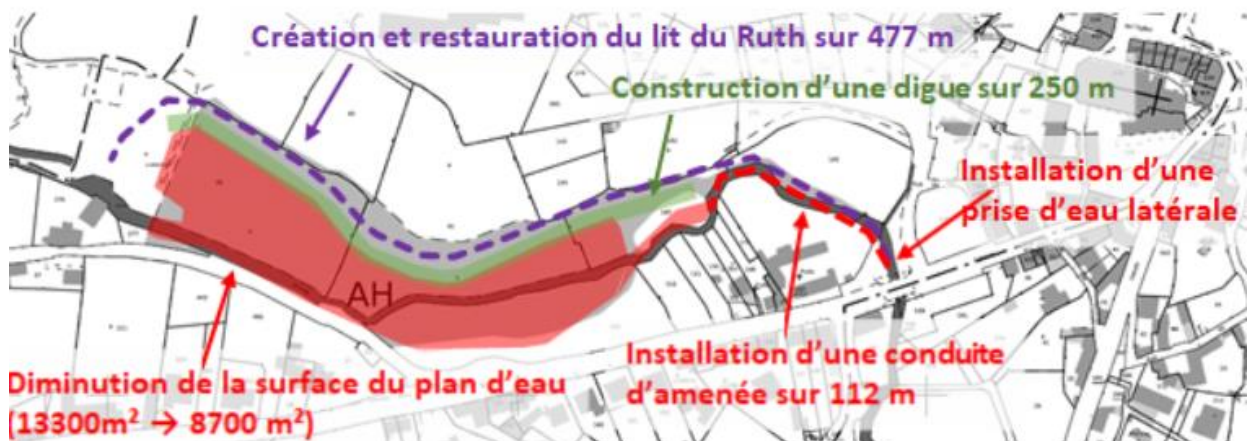 Création et restauration du lit du Ruth sur 477 m
Construction d'une digue sur 250 m
Installation d'une
prise d'eau latérale
AH
Installation d'une conduite
d'amenée sur 112 m
Diminution de la surface du plan d'eau
(13300m² → 8700 m²)